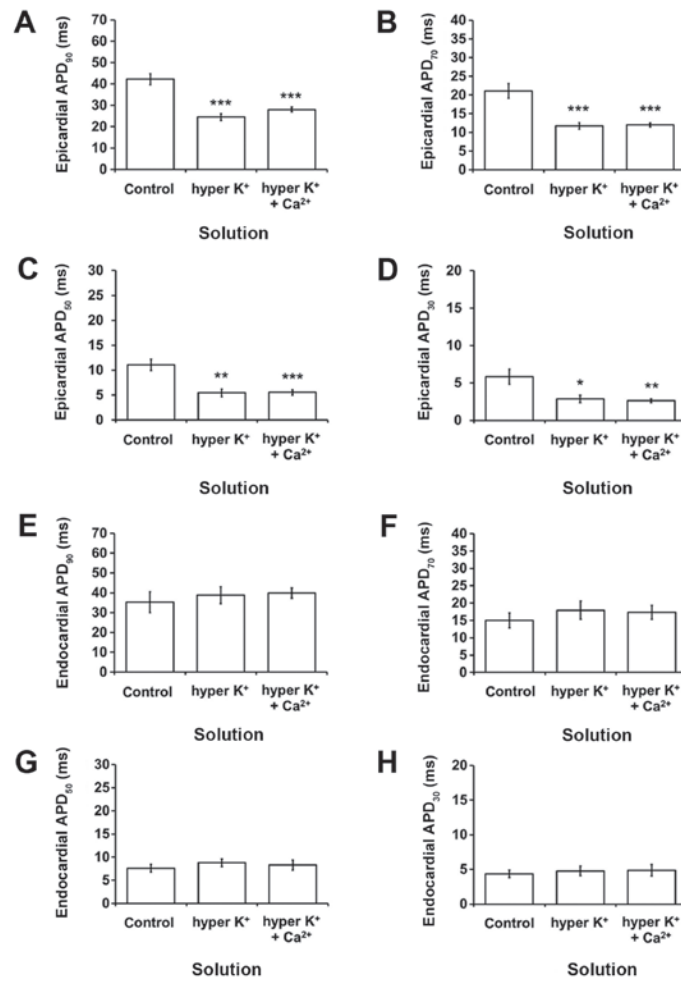 A
Epicardial APD₉₀ (ms)
70
60
50
40
30
20
10
0
***
***
Control
hyper K⁺
hyper K⁺
+ Ca²⁺
Solution
B
Epicardial APD₇₀ (ms)
40
35
30
25
20
15
10
5
0
***
***
Control
hyper K⁺
hyper K⁺
+ Ca²⁺
Solution
C
Epicardial APD₅₀ (ms)
30
25
20
15
10
5
0
**
***
Control
hyper K⁺
hyper K⁺
+ Ca²⁺
Solution
D
Epicardial APD₃₀ (ms)
20
15
10
5
0
*
**
Control
hyper K⁺
hyper K⁺
+ Ca²⁺
Solution
E
Endocardial APD₉₀ (ms)
70
60
50
40
30
20
10
0
Control
hyper K⁺
hyper K⁺
+ Ca²⁺
Solution
F
Endocardial APD₇₀ (ms)
40
35
30
25
20
15
10
5
0
Control
hyper K⁺
hyper K⁺
+ Ca²⁺
Solution
G
Endocardial APD₅₀ (ms)
30
25
20
15
10
5
0
Control
hyper K⁺
hyper K⁺
+ Ca²⁺
Solution
H
Endocardial APD₃₀ (ms)
20
15
10
5
0
Control
hyper K⁺
hyper K⁺
+ Ca²⁺
Solution